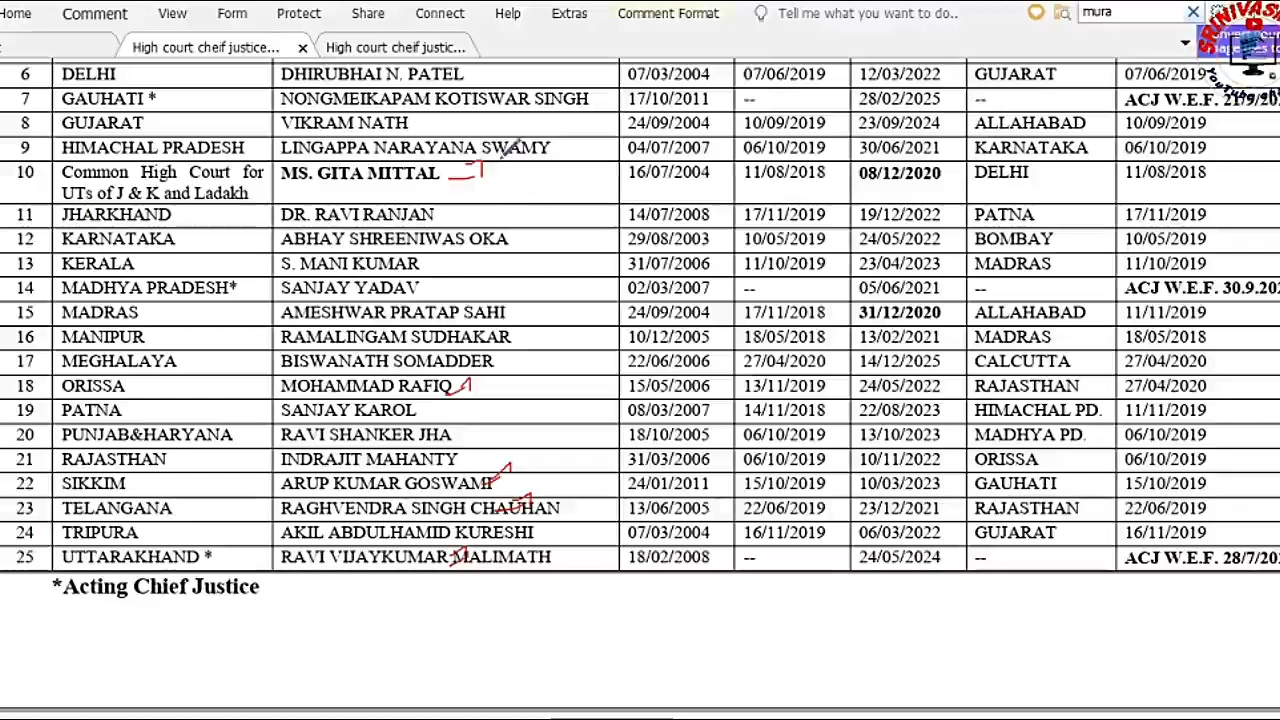 Home Comment View Form Protect Share Connect Help Extras Comment Format Tell me what you want to do.. mura
High court cheif justice... x High court cheif justic...
6 DELHI DHIRUBHAI N. PATEL 07/03/2004 07/06/2019 12/03/2022 GUJARAT 07/06/2019
7 GAUHATI * NONGMEIKAPAM KOTISWAR SINGH 17/10/2011 -- 28/02/2025 -- ACJ W.E.F. 21/9/20
8 GUJARAT VIKRAM NATH 24/09/2004 10/09/2019 23/09/2024 ALLAHABAD 10/09/2019
9 HIMACHAL PRADESH LINGAPPA NARAYANA SWAMY 04/07/2007 06/10/2019 30/06/2021 KARNATAKA 06/10/2019
10 Common High Court for MS. GITA MITTAL 16/07/2004 11/08/2018 08/12/2020 DELHI 11/08/2018
UTs of J & K and Ladakh
11 JHARKHAND DR. RAVI RANJAN 14/07/2008 17/11/2019 19/12/2022 PATNA 17/11/2019
12 KARNATAKA ABHAY SHREENIWAS OKA 29/08/2003 10/05/2019 24/05/2022 BOMBAY 10/05/2019
13 KERALA S. MANI KUMAR 31/07/2006 11/10/2019 23/04/2023 MADRAS 11/10/2019
14 MADHYA PRADESH* SANJAY YADAV 02/03/2007 -- 05/06/2021 -- ACJ W.E.F. 30.9.202
15 MADRAS AMESHWAR PRATAP SAHI 24/09/2004 17/11/2018 31/12/2020 ALLAHABAD 11/11/2019
16 MANIPUR RAMALINGAM SUDHAKAR 10/12/2005 18/05/2018 13/02/2021 MADRAS 18/05/2018
17 MEGHALAYA BISWANATH SOMADDER 22/06/2006 27/04/2020 14/12/2025 CALCUTTA 27/04/2020
18 ORISSA MOHAMMAD RAFIQ 15/05/2006 13/11/2019 24/05/2022 RAJASTHAN 27/04/2020
19 PATNA SANJAY KAROL 08/03/2007 14/11/2018 22/08/2023 HIMACHAL PD. 11/11/2019
20 PUNJAB&HARYANA RAVI SHANKER JHA 18/10/2005 06/10/2019 13/10/2023 MADHYA PD. 06/10/2019
21 RAJASTHAN INDRAJIT MAHANTY 31/03/2006 06/10/2019 10/11/2022 ORISSA 06/10/2019
22 SIKKIM ARUP KUMAR GOSWAMI 24/01/2011 15/10/2019 10/03/2023 GAUHATI 15/10/2019
23 TELANGANA RAGHVENDRA SINGH CHAUHAN 13/06/2005 22/06/2019 23/12/2021 RAJASTHAN 22/06/2019
24 TRIPURA AKIL ABDULHAMID KURESHI 07/03/2004 16/11/2019 06/03/2022 GUJARAT 16/11/2019
25 UTTARAKHAND * RAVI VIJAYKUMAR MALIMATH 18/02/2008 -- 24/05/2024 -- ACJ W.E.F. 28/7/20
*Acting Chief Justice